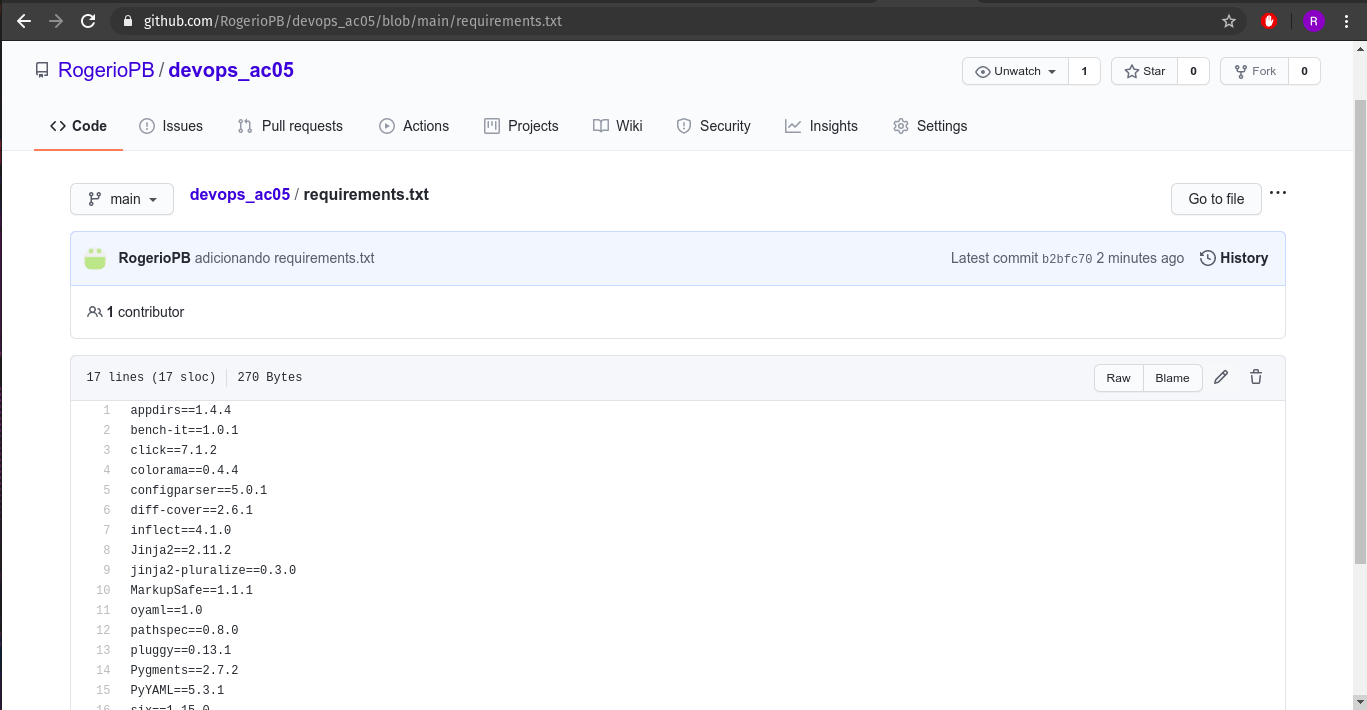 github.com/RogerioPB/devops_ac05/blob/main/requirements.txt
R
RogerioPB / devops_ac05
Unwatch 1 Star 0 Fork 0
Code Issues Pull requests Actions Projects Wiki Security Insights Settings
main devops_ac05 / requirements.txt Go to file
RogerioPB adicionando requirements.txt Latest commit b2bfc70 2 minutes ago History
1 contributor
17 lines (17 sloc) 270 Bytes Raw Blame
1 appdirs==1.4.4
2 bench-it==1.0.1
3 click==7.1.2
4 colorama==0.4.4
5 configparser==5.0.1
6 diff-cover==2.6.1
7 inflect==4.1.0
8 Jinja2==2.11.2
9 jinja2-pluralize==0.3.0
10 MarkupSafe==1.1.1
11 oyaml==1.0
12 pathspec==0.8.0
13 pluggy==0.13.1
14 Pygments==2.7.2
15 PyYAML==5.3.1
16 six==1.15.0